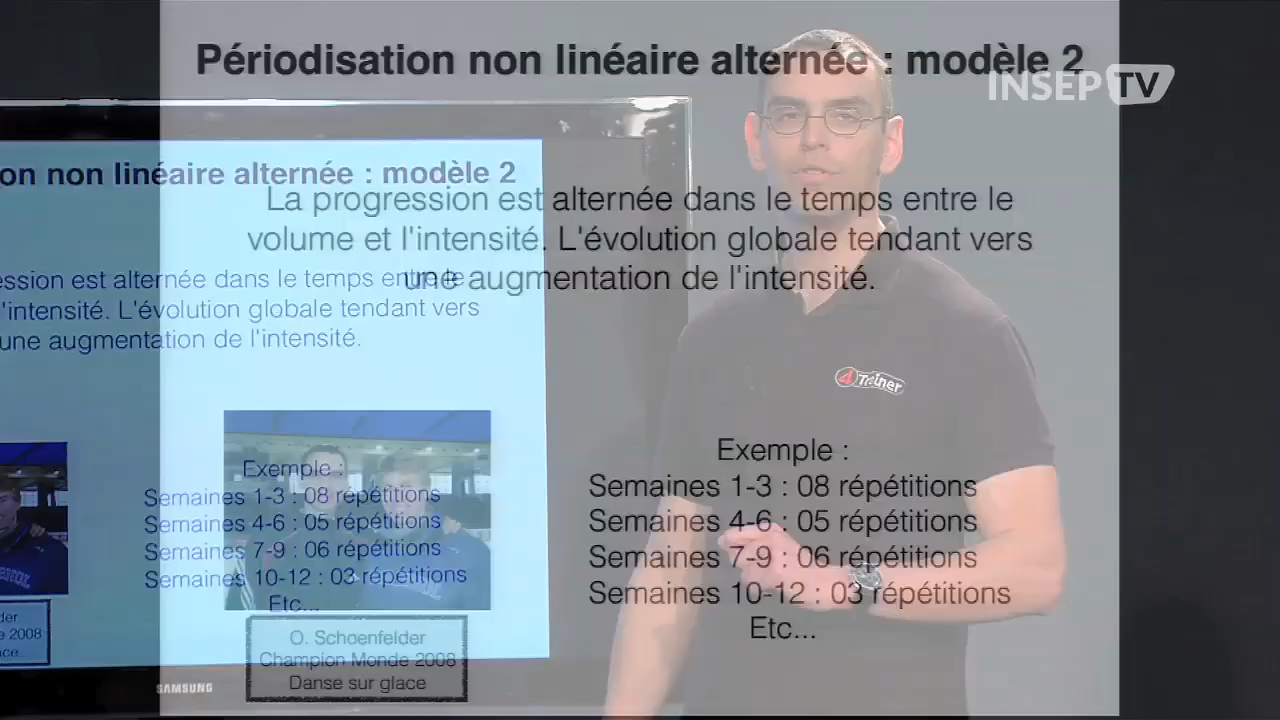 Périodisation non linéaire alternée : modèle 2
INSEP TV
La progression est alternée dans le temps entre le
volume et l'intensité. L'évolution globale tendant vers
une augmentation de l'intensité.
Exemple :
Semaines 1-3 : 08 répétitions
Semaines 4-6 : 05 répétitions
Semaines 7-9 : 06 répétitions
Semaines 10-12 : 03 répétitions
Etc...
O. Schoenfelder
Champion Monde 2008
Danse sur glace
on non linéaire alternée : modèle 2
ession est alternée dans le temps entre le
l'intensité. L'évolution globale tendant vers
une augmentation de l'intensité.
Exemple :
Semaines 1-3 : 08 répétitions
Semaines 4-6 : 05 répétitions
Semaines 7-9 : 06 répétitions
Semaines 10-12 : 03 répétitions
Etc...
der
e 2008
ace
SAMSUNG
4Trainer